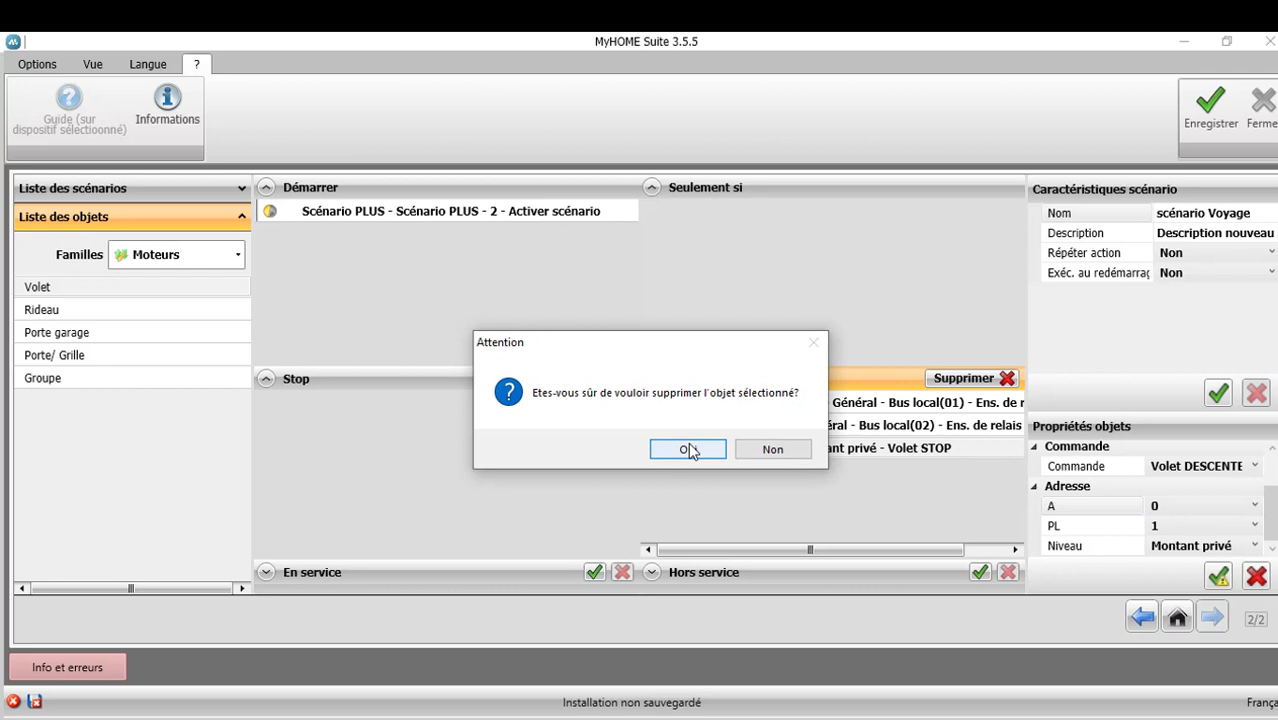 MyHOME Suite 3.5.5
Options Vue Langue ?
Guide (sur
dispositif sélectionné)
Informations
Enregistrer
Liste des scénarios
Démarrer
Seulement si
Caractéristiques scénario
Scénario PLUS - Scénario PLUS - 2 - Activer scénario
Nom scénario Voyage
Liste des objets
Description Description nouveau
Familles Moteurs
Répéter action Non
Exéc. au redémarrag Non
Volet
Rideau
Porte garage
Porte/ Grille
Groupe
Attention
Etes-vous sûr de vouloir supprimer l'objet sélectionné?
Non
Stop
Supprimer
Général - Bus local(01) - Ens. de r
ral - Bus local(02) - Ens. de relais
ant privé - Volet STOP
Propriétés objets
Commande
Commande Volet DESCENTE
Adresse
A 0
PL 1
Niveau Montant privé
En service
Hors service
2/2
Info et erreurs
Installation non sauvegardé